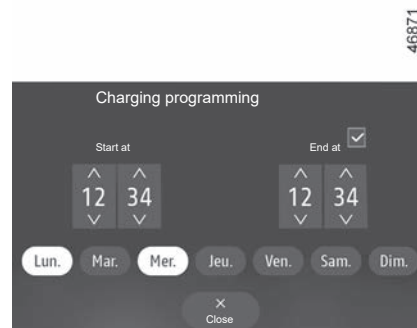 46871
Charging programming
Start at
End at
12 34
12 34
Lun. Mar. Mer. Jeu. Ven. Sam. Dim.
×
Close